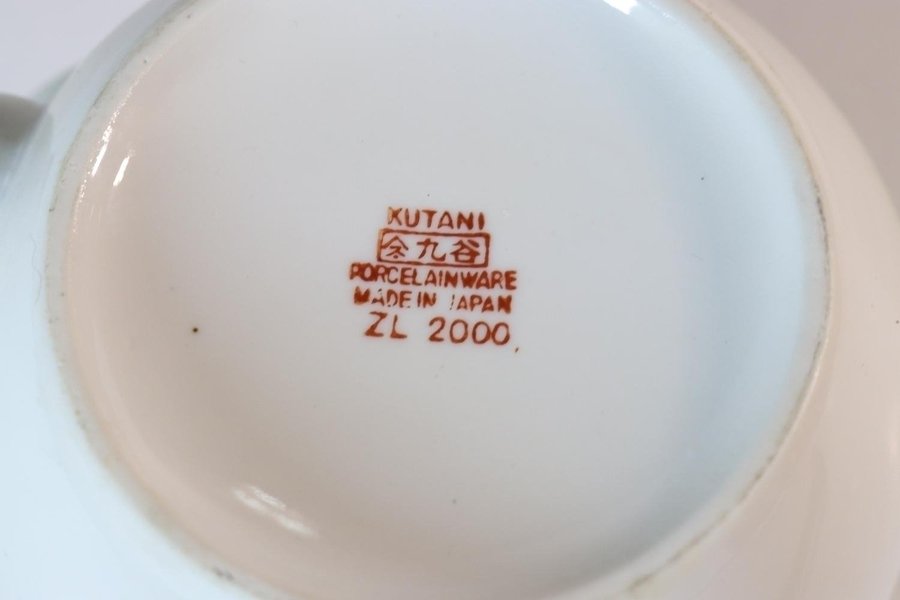 KUTANI
九谷
PORCELAINWARE
MADE IN JAPAN
ZL 2000